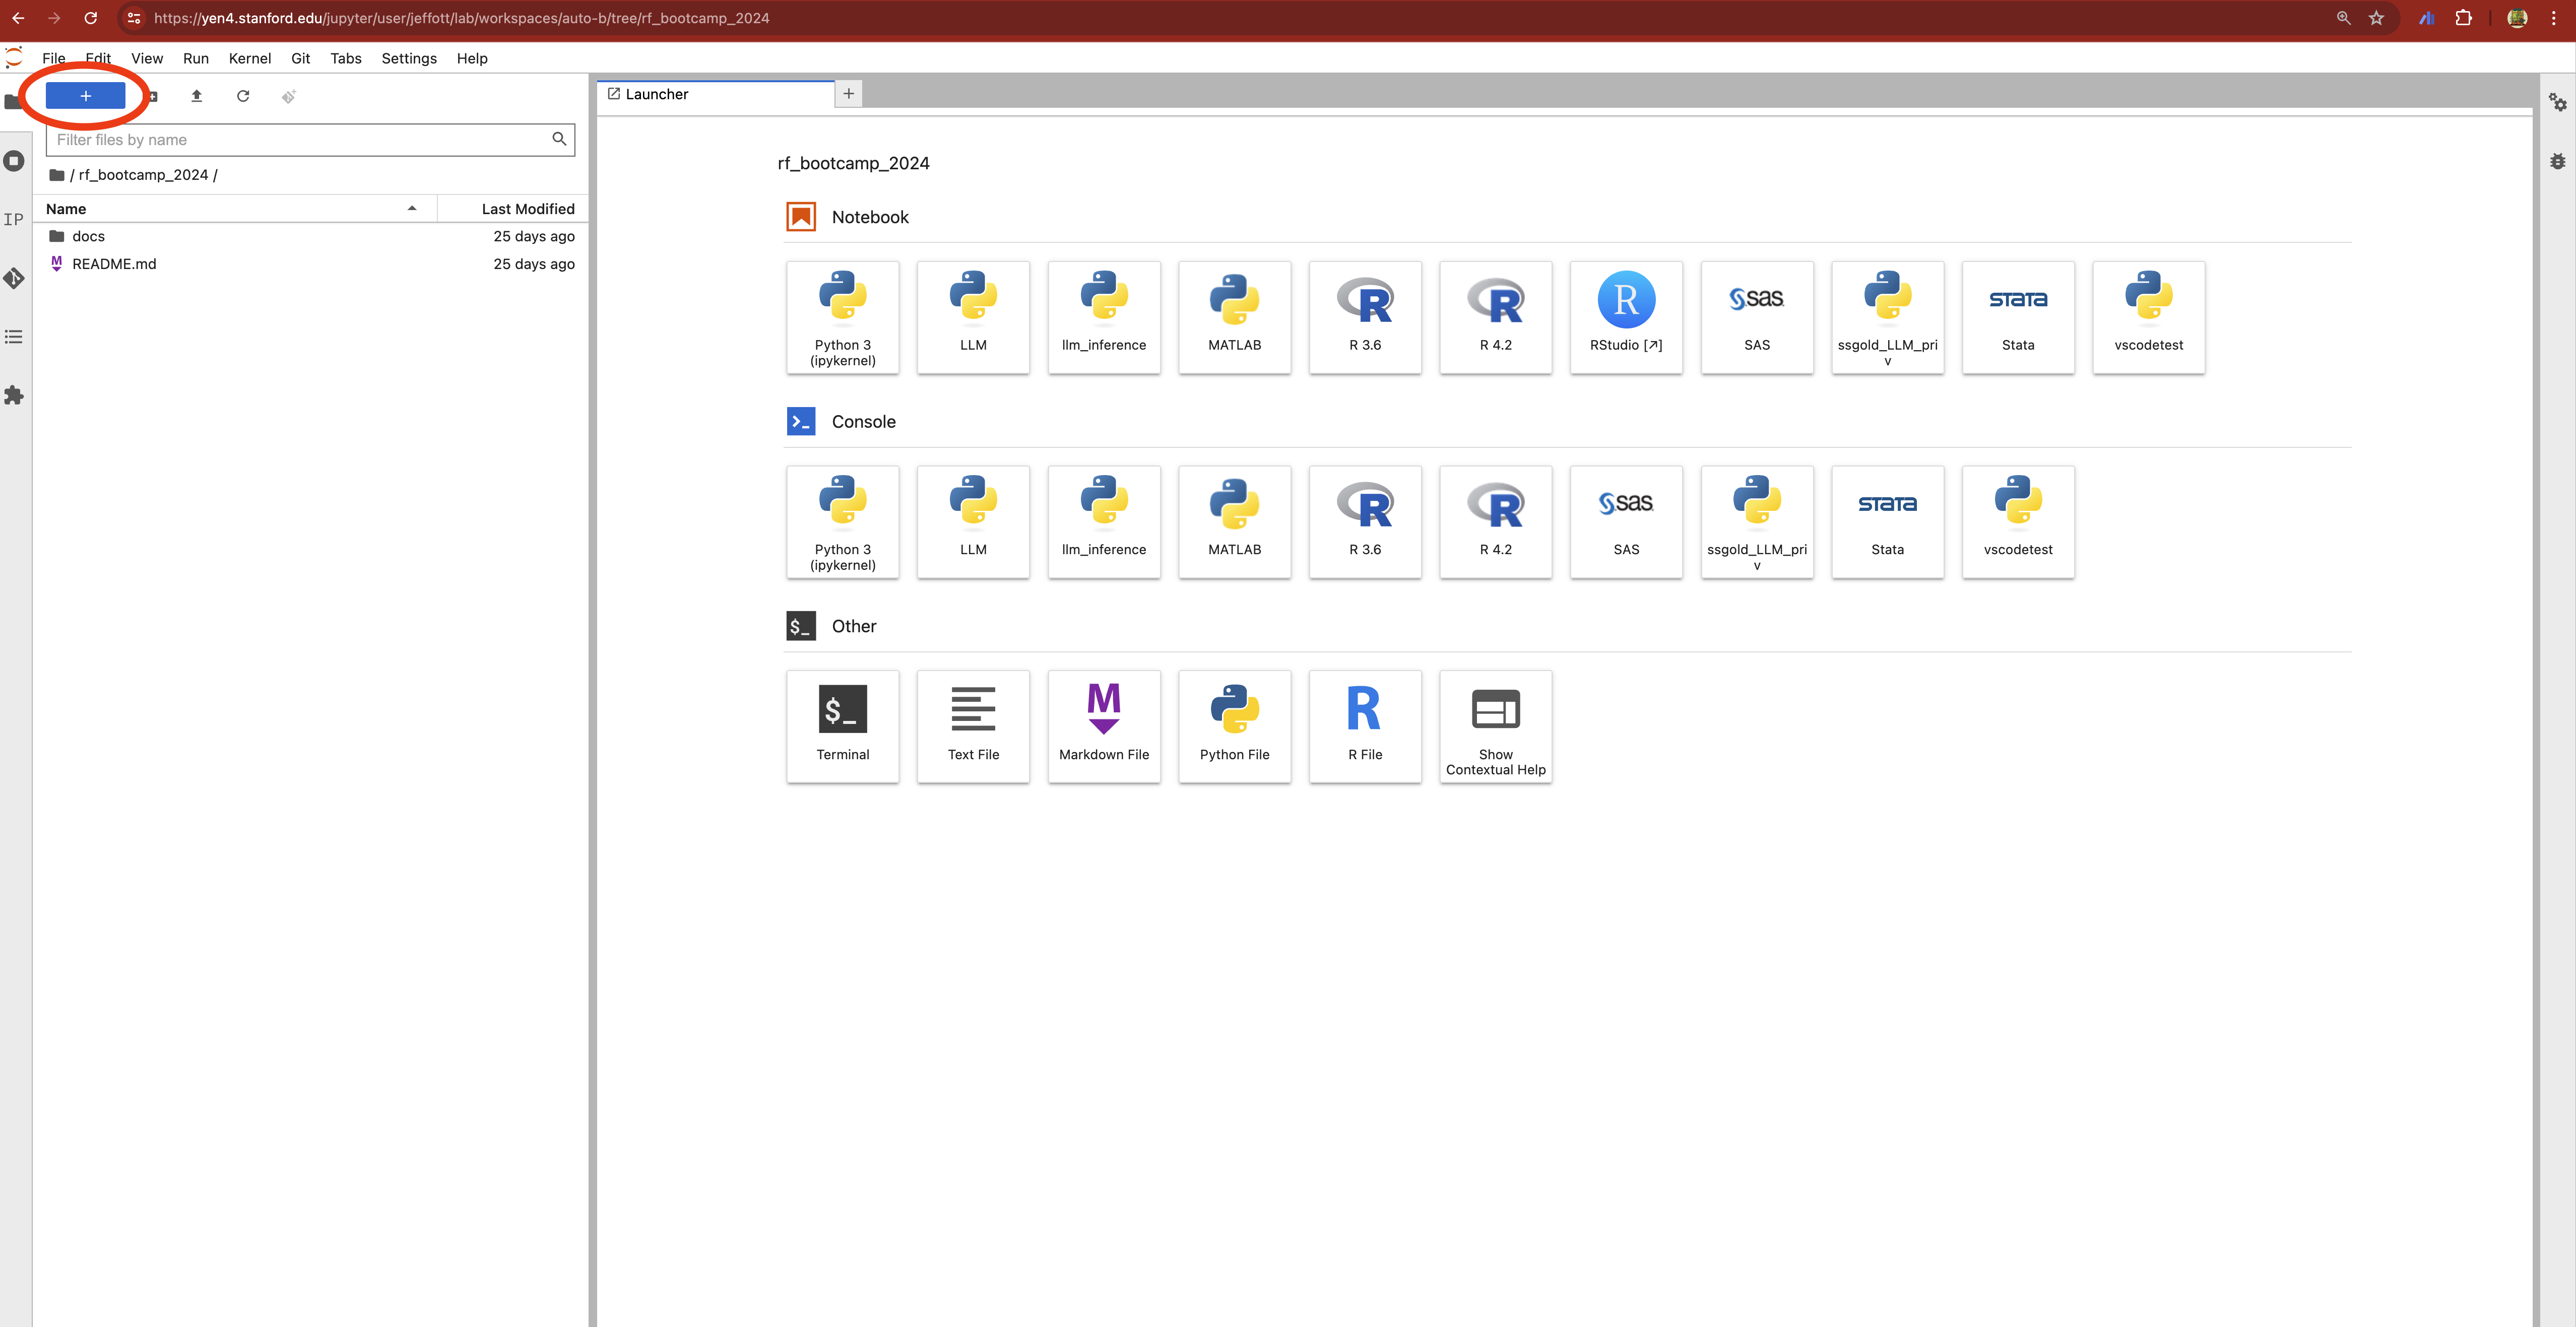 https://yen4.stanford.edu/jupyter/user/jeffott/lab/workspaces/auto-b/tree/rf_bootcamp_2024
File Edit View Run Kernel Git Tabs Settings Help
+
Filter files by name
/ rf_bootcamp_2024 /
Name Last Modified
docs 25 days ago
README.md 25 days ago
IP
Launcher +
rf_bootcamp_2024
Notebook
Python 3
(ipykernel)
LLM
llm_inference
MATLAB
R 3.6
R 4.2
RStudio [↗]
SAS
ssgold_LLM_pri
v
Stata
vscodetest
Console
Python 3
(ipykernel)
LLM
llm_inference
MATLAB
R 3.6
R 4.2
SAS
ssgold_LLM_pri
v
Stata
vscodetest
$_ Other
$_
Terminal
Text File
M
Markdown File
Python File
R
R File
Show
Contextual Help